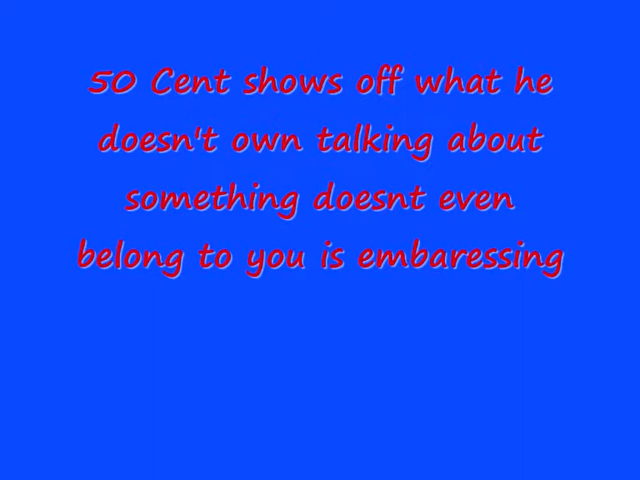 50 Cent shows off what he
doesn't own talking about
something doesnt even
belong to you is embaressing